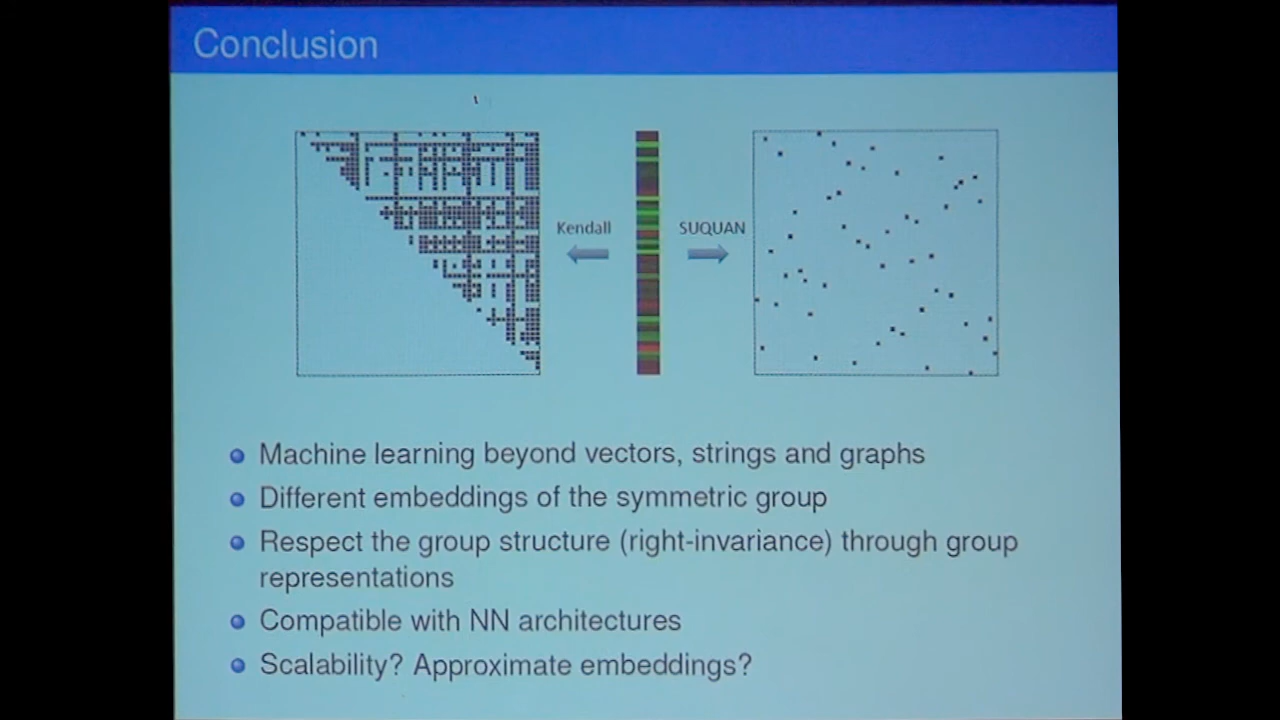 Conclusion
Kendall
SUQUAN
Machine learning beyond vectors, strings and graphs
Different embeddings of the symmetric group
Respect the group structure (right-invariance) through group
representations
Compatible with NN architectures
Scalability? Approximate embeddings?